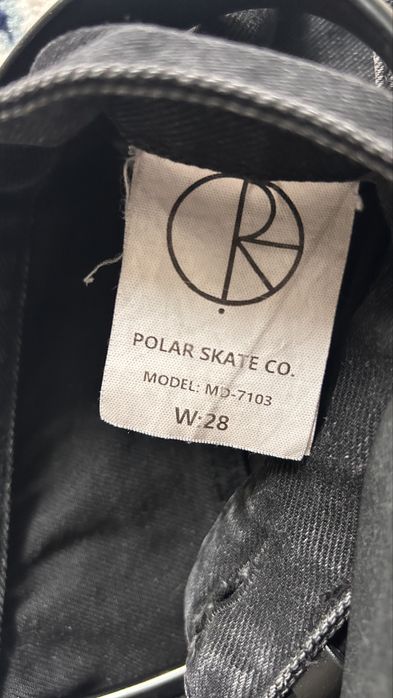 POLAR SKATE CO.
MODEL: MD-7103
W:28